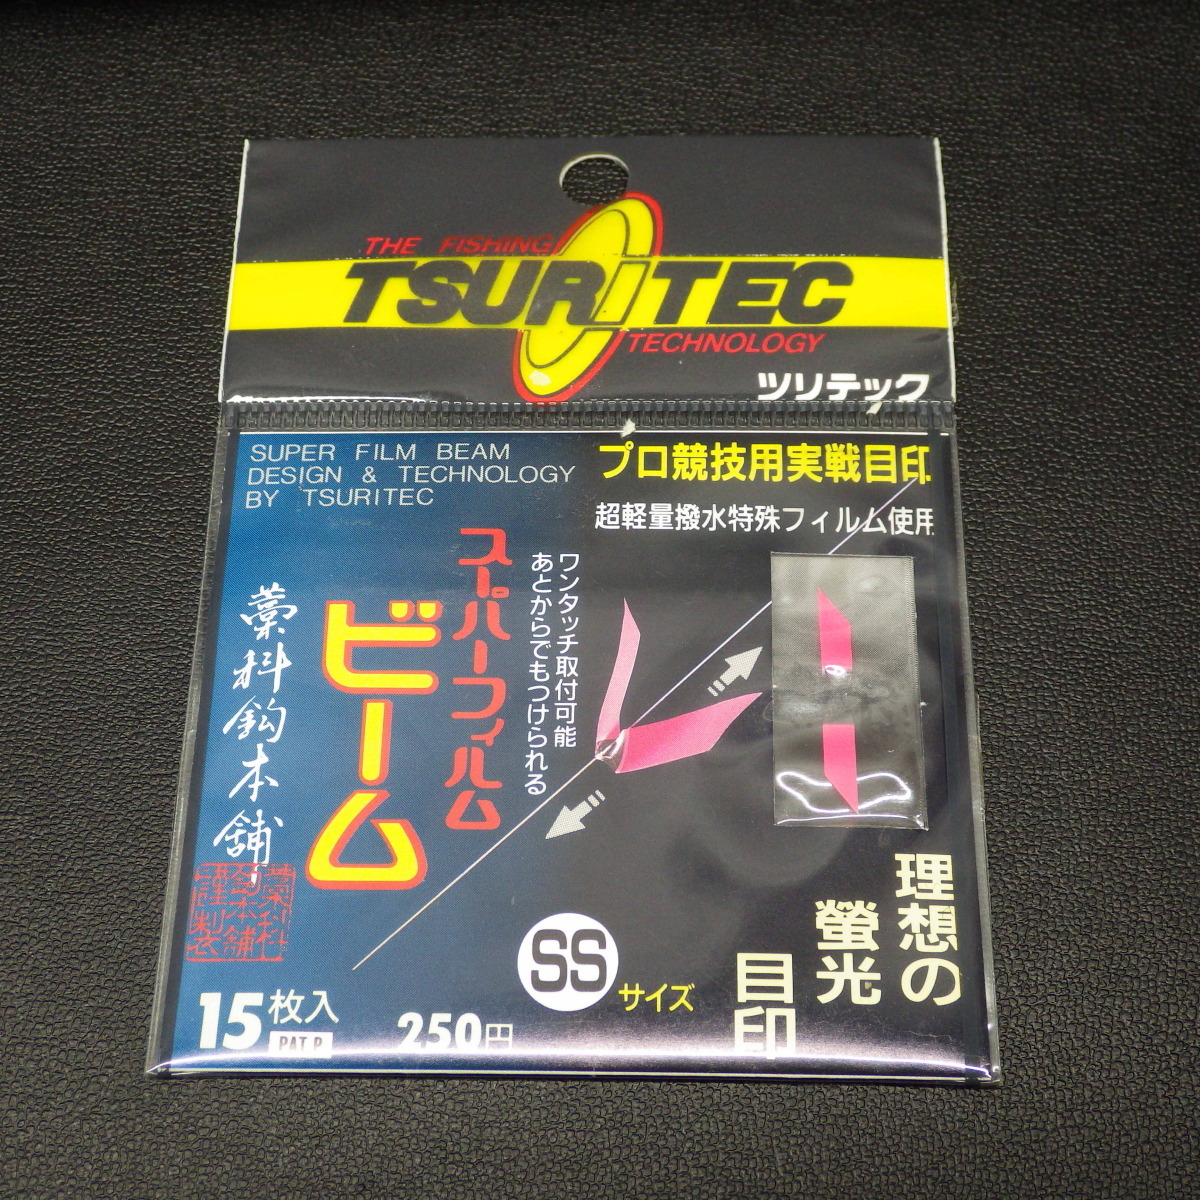 THE FISHING
TSURITEC
TECHNOLOGY
ツリテック
SUPER FILM BEAM
DESIGN & TECHNOLOGY
BY TSURITEC
プロ競技用実戦目印
超軽量撥水特殊フィルム使用
ワンタッチ取付可能
あとからでもつけられる
スーパーフィルム
ビーム
藁科鈎本舗
理想の
螢光
目印
SSサイズ
15枚入
PAT P
250円